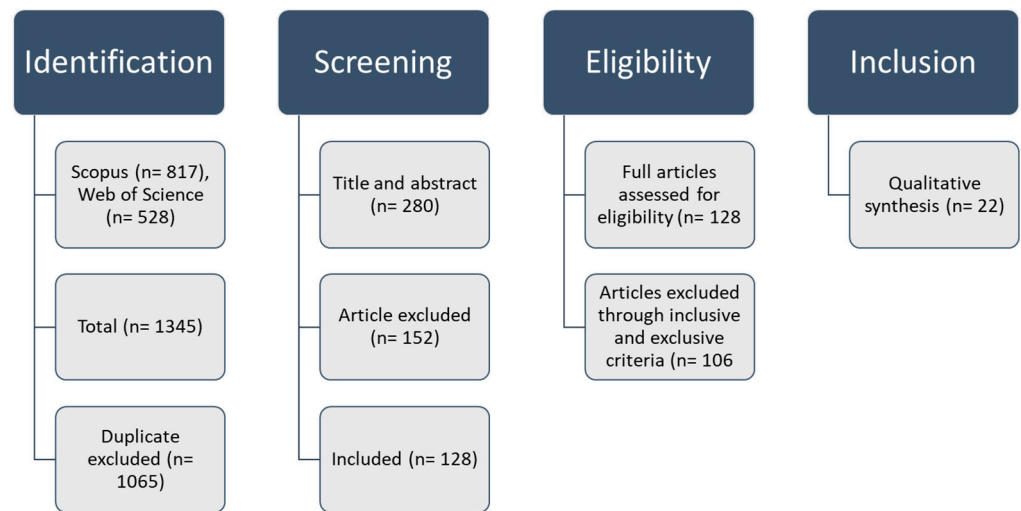 Identification
Scopus (n= 817),
Web of Science
(n= 528)
Total (n= 1345)
Duplicate
excluded (n=
1065)
Screening
Title and abstract
(n= 280)
Article excluded
(n= 152)
Included (n= 128)
Eligibility
Full articles
assessed for
eligibility (n= 128
Articles excluded
through inclusive
and exclusive
criteria (n= 106
Inclusion
Qualitative
synthesis (n= 22)